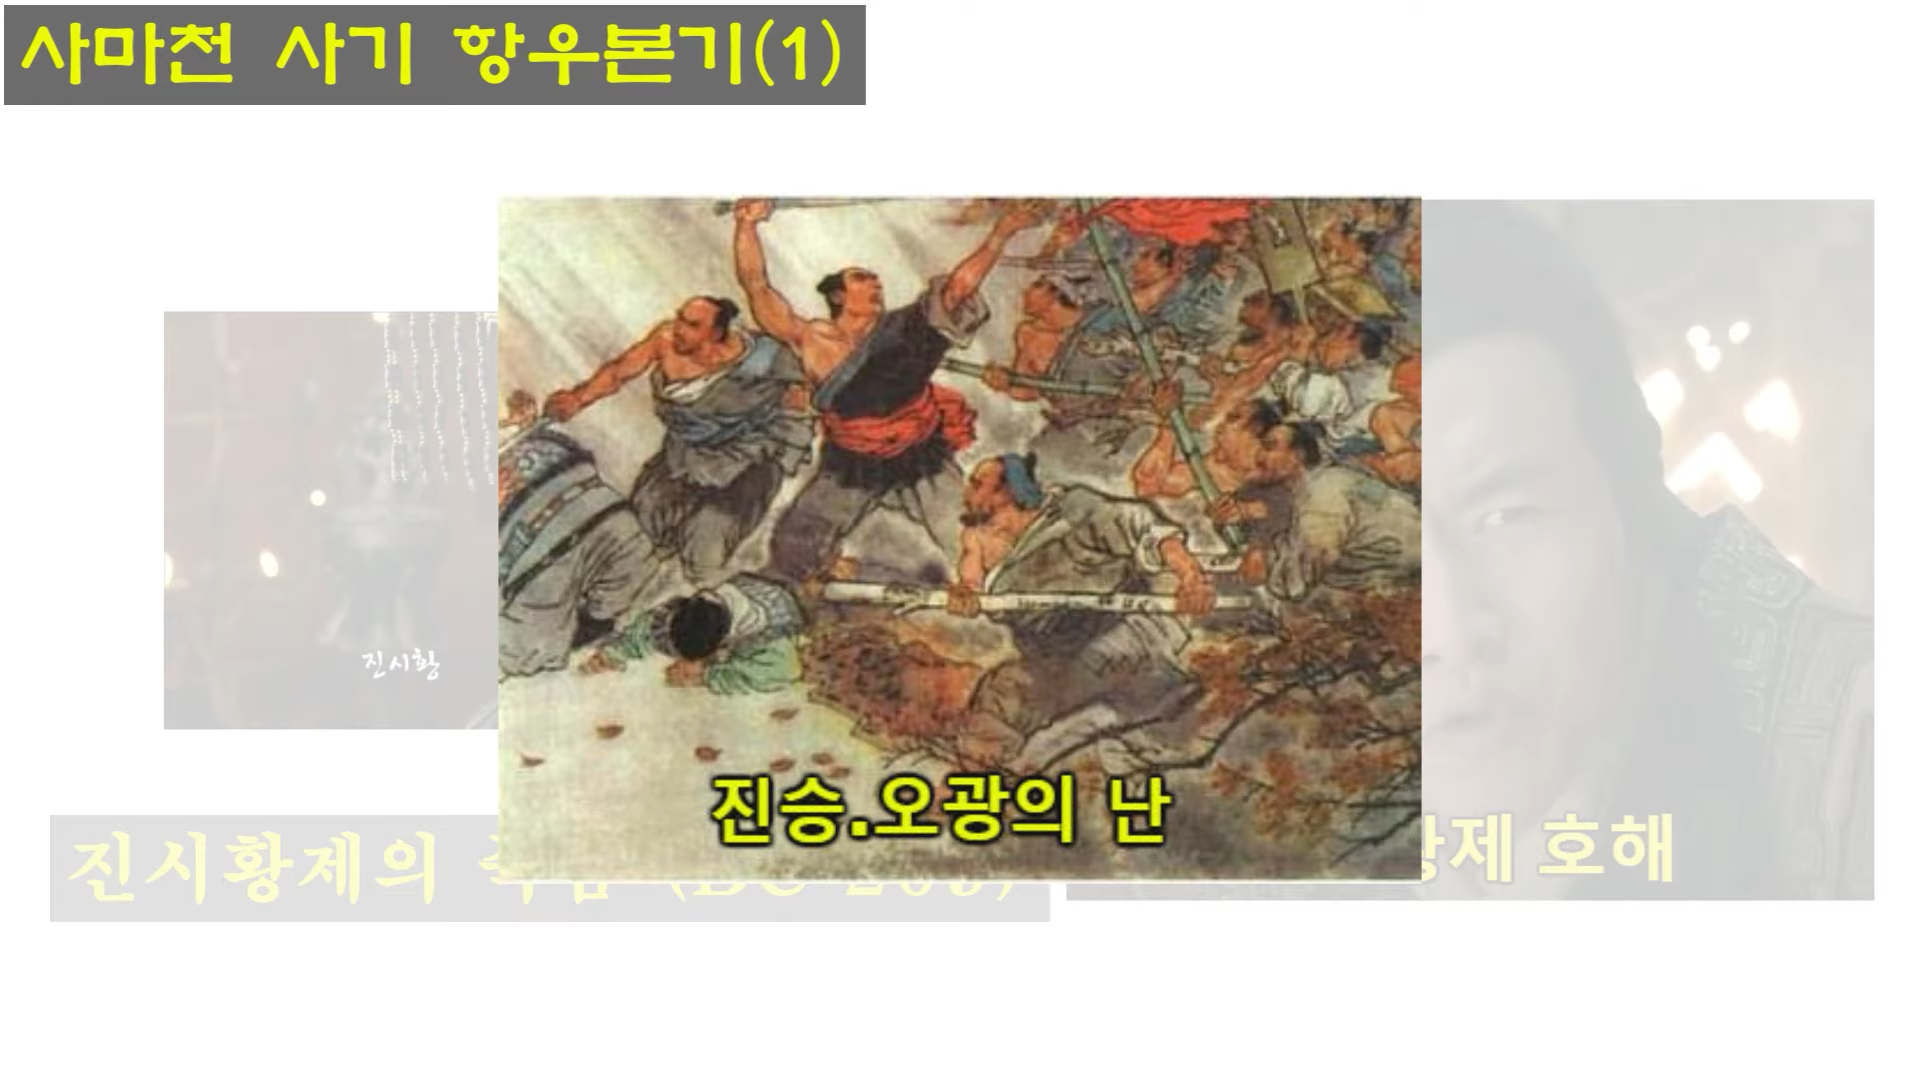 사마천 사기 항우본기(1)
진시황
진승.오광의 난
진시황제의
황제 호해